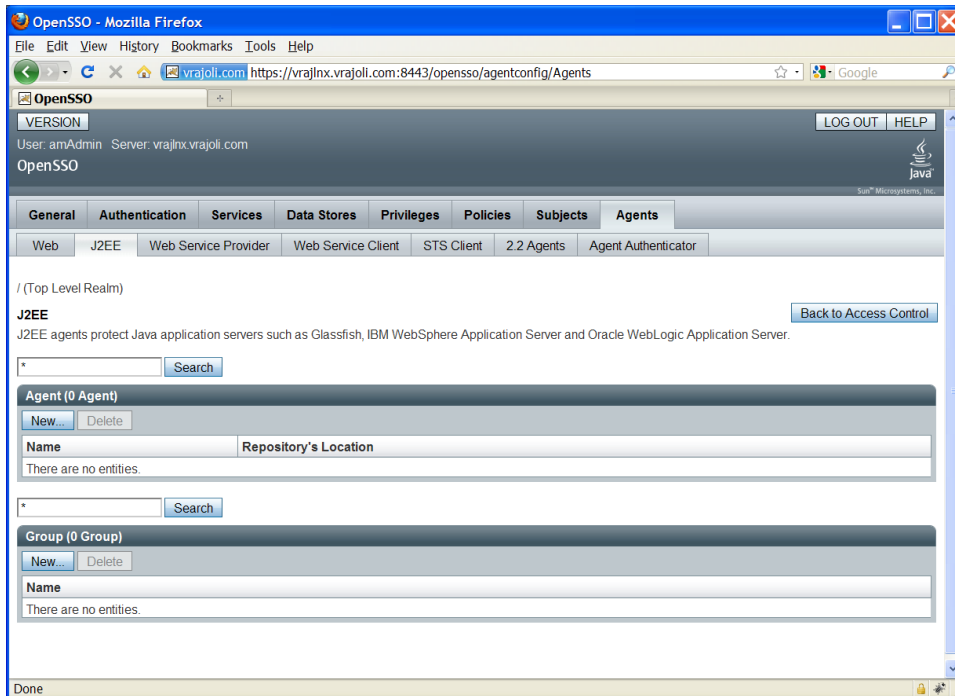 OpenSSO - Mozilla Firefox
File Edit View History Bookmarks Tools Help
vrajoli.com https://vrajlnx.vrajoli.com:8443/opensso/agentconfig/Agents Google
OpenSSO
VERSION LOG OUT HELP
User: amAdmin Server: vrajlnx.vrajoli.com
OpenSSO
Java
Sun™ Microsystems, Inc.
General Authentication Services Data Stores Privileges Policies Subjects Agents
Web J2EE Web Service Provider Web Service Client STS Client 2.2 Agents Agent Authenticator
/ (Top Level Realm)
J2EE Back to Access Control
J2EE agents protect Java application servers such as Glassfish, IBM WebSphere Application Server and Oracle WebLogic Application Server.
* Search
Agent (0 Agent)
New... Delete
Name Repository's Location
There are no entities.
* Search
Group (0 Group)
New... Delete
Name
There are no entities.
Done